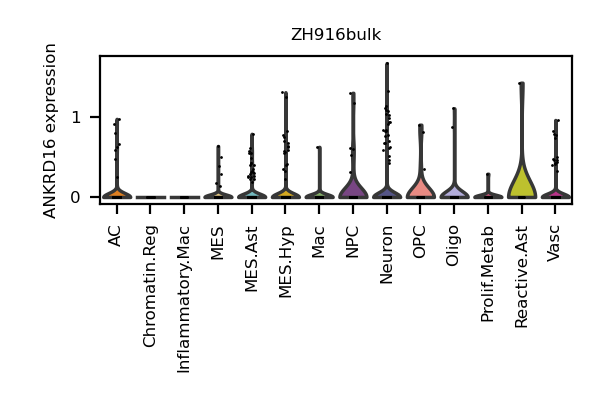 ZH916bulk
ANKRD16 expression
1
0
AC
Chromatin.Reg
Inflammatory.Mac
MES
MES.Ast
MES.Hyp
Mac
NPC
Neuron
OPC
Oligo
Prolif.Metab
Reactive.Ast
Vasc